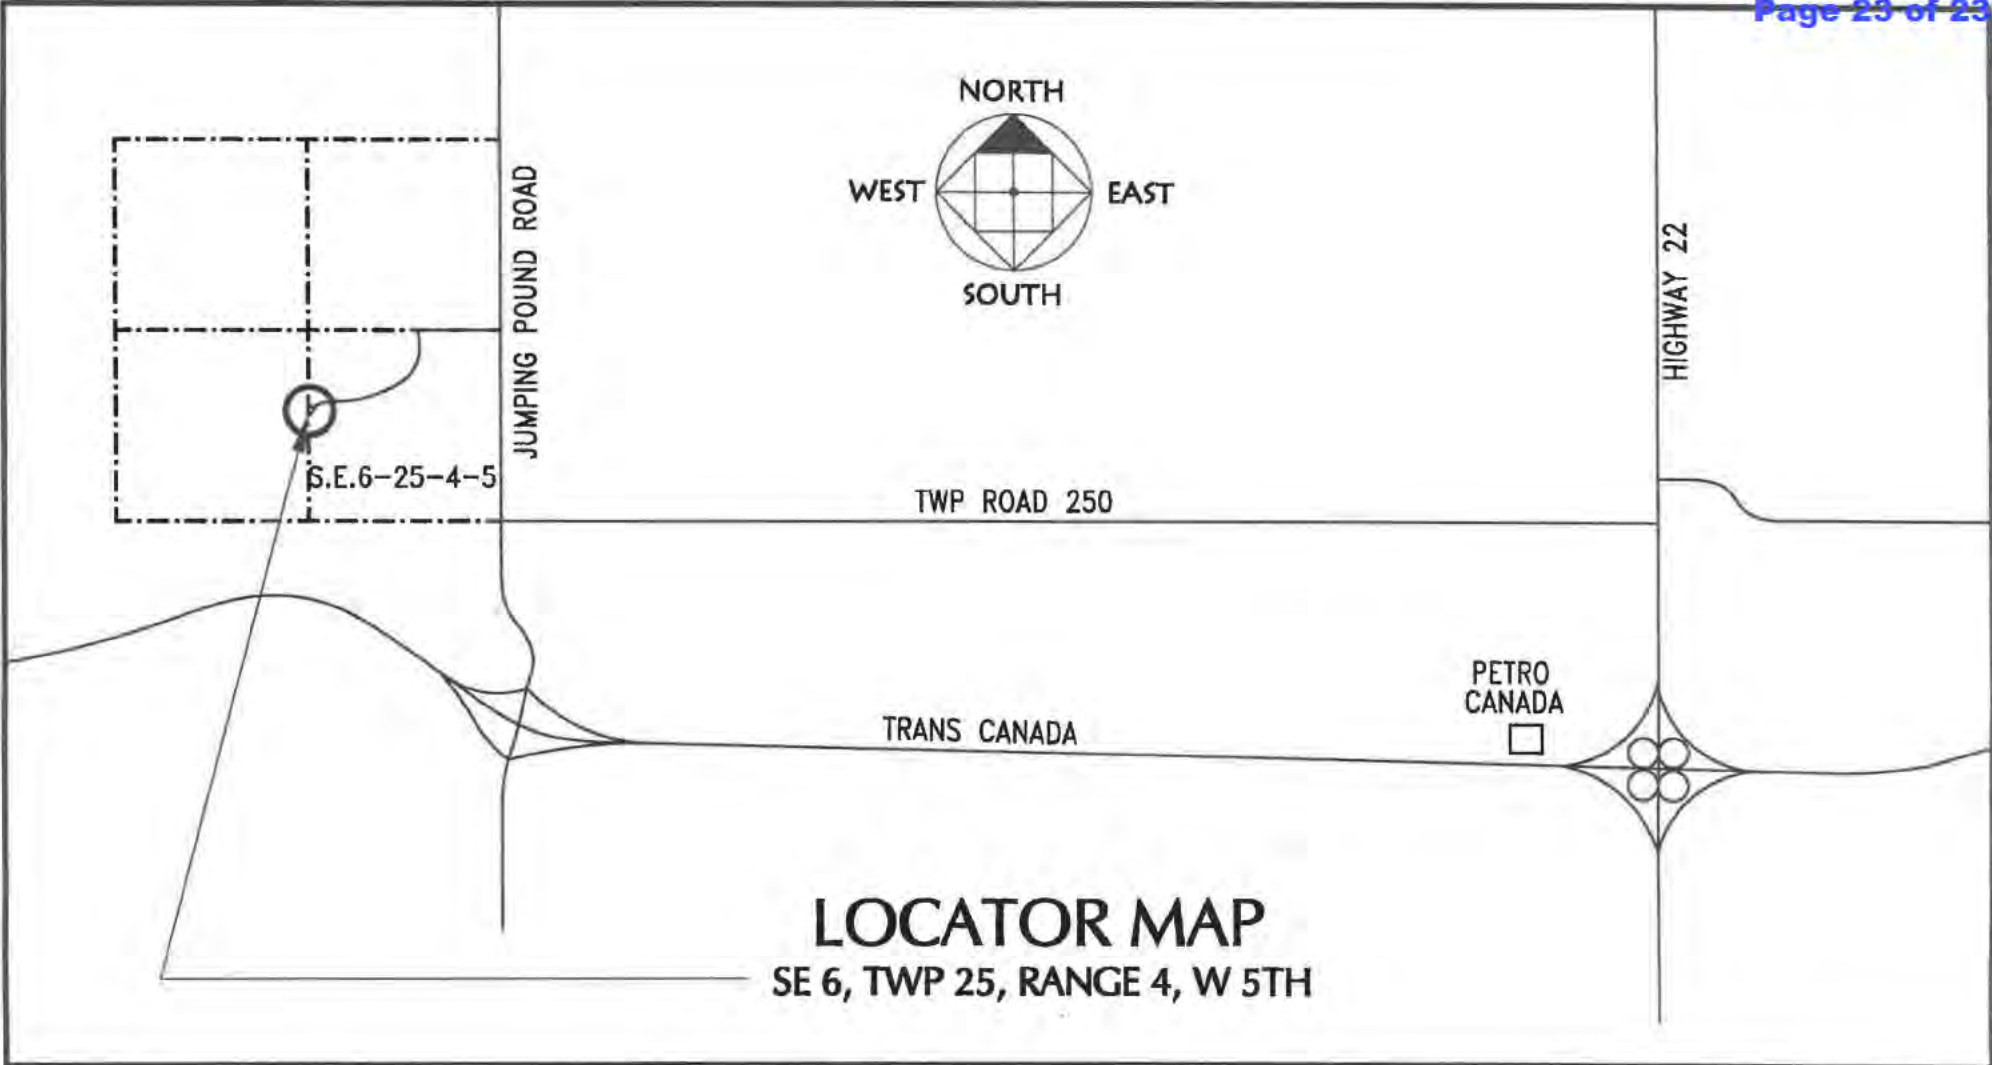 Page 23 of 23
NORTH
WEST
EAST
SOUTH
JUMPING POUND ROAD
HIGHWAY 22
S.E.6-25-4-5
TWP ROAD 250
PETRO
CANADA
TRANS CANADA
LOCATOR MAP
SE 6, TWP 25, RANGE 4, W 5TH